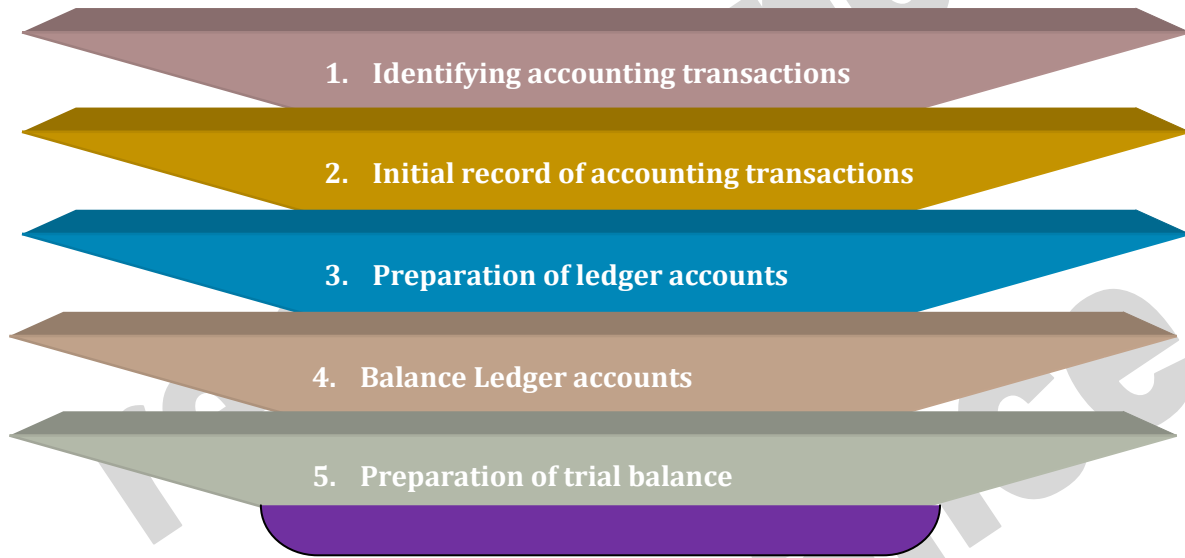 1. Identifying accounting transactions
2. Initial record of accounting transactions
3. Preparation of ledger accounts
4. Balance Ledger accounts
5. Preparation of trial balance